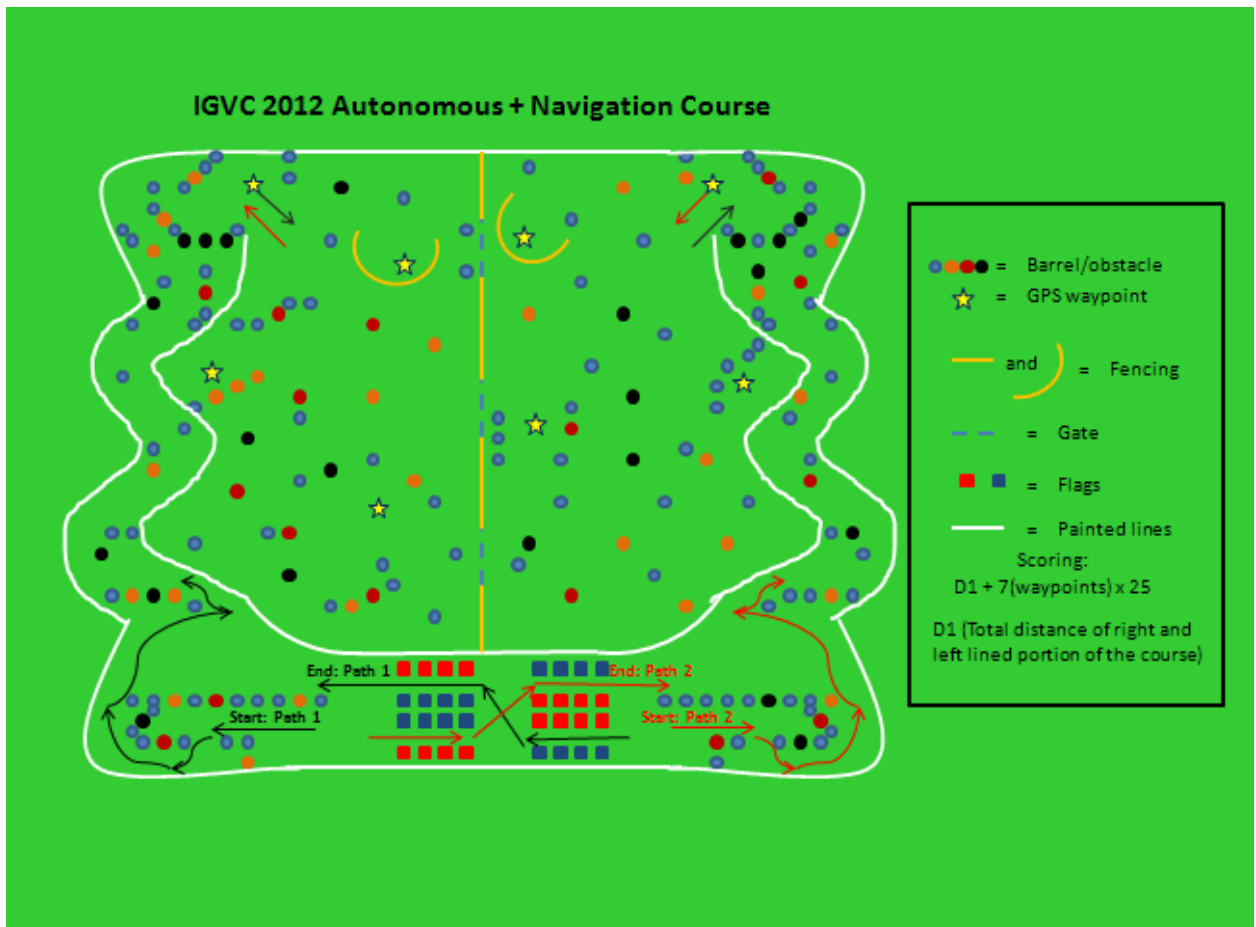 IGVC 2012 Autonomous + Navigation Course
= Barrel/obstacle
= GPS waypoint
and = Fencing
= Gate
= Flags
= Painted lines
Scoring:
D1 + 7(waypoints) x 25
D1 (Total distance of right and
left lined portion of the course)
End: Path 1
End: Path 2
Start: Path 1
Start: Path 2